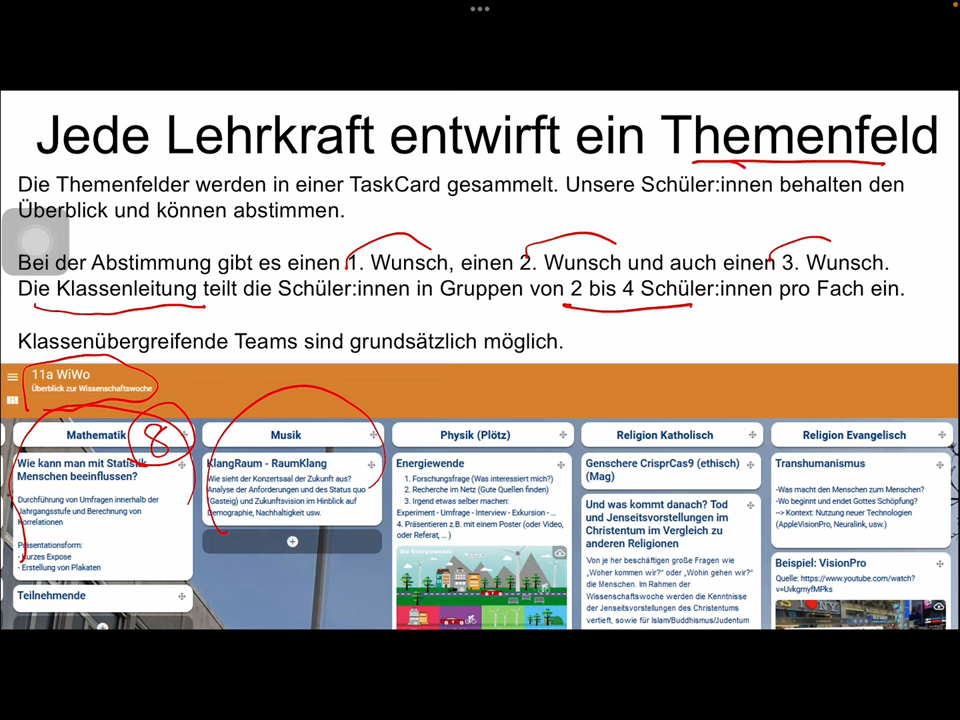 Jede Lehrkraft entwirft ein Themenfeld
Die Themenfelder werden in einer TaskCard gesammelt. Unsere Schüler:innen behalten den
Überblick und können abstimmen.
Bei der Abstimmung gibt es einen 1. Wunsch, einen 2. Wunsch und auch einen 3. Wunsch.
Die Klassenleitung teilt die Schüler:innen in Gruppen von 2 bis 4 Schüler:innen pro Fach ein.
Klassenübergreifende Teams sind grundsätzlich möglich.
11a WiWo
Überblick zur Wissenschaftswoche
Mathematik
8
Wie kann man mit Statistik
Menschen beeinflussen?
Durchführung von Umfragen innerhalb der
Jahrgangsstufe und Berechnung von
Korrelationen
Präsentationsform:
- kurzes Expose
- Erstellung von Plakaten
Teilnehmende
Musik
KlangRaum - RaumKlang
Wie sieht der Konzertsaal der Zukunft aus?
Analyse der Anforderungen und des Status quo
(Gasteig) und Zukunftsvision im Hinblick auf
Demographie, Nachhaltigkeit usw.
Physik (Plötz)
Energiewende
1. Forschungsfrage (Was interessiert mich?)
2. Recherche im Netz (Gute Quellen finden)
3. Irgend etwas selber machen:
Experiment - Umfrage - Interview - Exkursion - ...
4. Präsentieren z.B. mit einem Poster (oder Video,
oder Referat, ... )
Die Energiewende
Religion Katholisch
Genschere CrisprCas9 (ethisch)
(Mag)
Und was kommt danach? Tod
und Jenseitsvorstellungen im
Christentum im Vergleich zu
anderen Religionen
Von je her beschäftigen große Fragen wie
„Woher kommen wir?" oder „Wohin gehen wir?"
die Menschen. Im Rahmen der
Wissenschaftswoche werden die Kenntnisse
der Jenseitsvorstellungen des Christentums
vertieft, sowie für Islam/Buddhismus/Judentum
Religion Evangelisch
Transhumanismus
-Was macht den Menschen zum Menschen?
-Wo beginnt und endet Gottes Schöpfung?
--> Kontext: Nutzung neuer Technologien
(AppleVisionPro, Neuralink, usw.)
Beispiel: VisionPro
Quelle: https://www.youtube.com/watch?
v=UvkgmyfMPks
NY